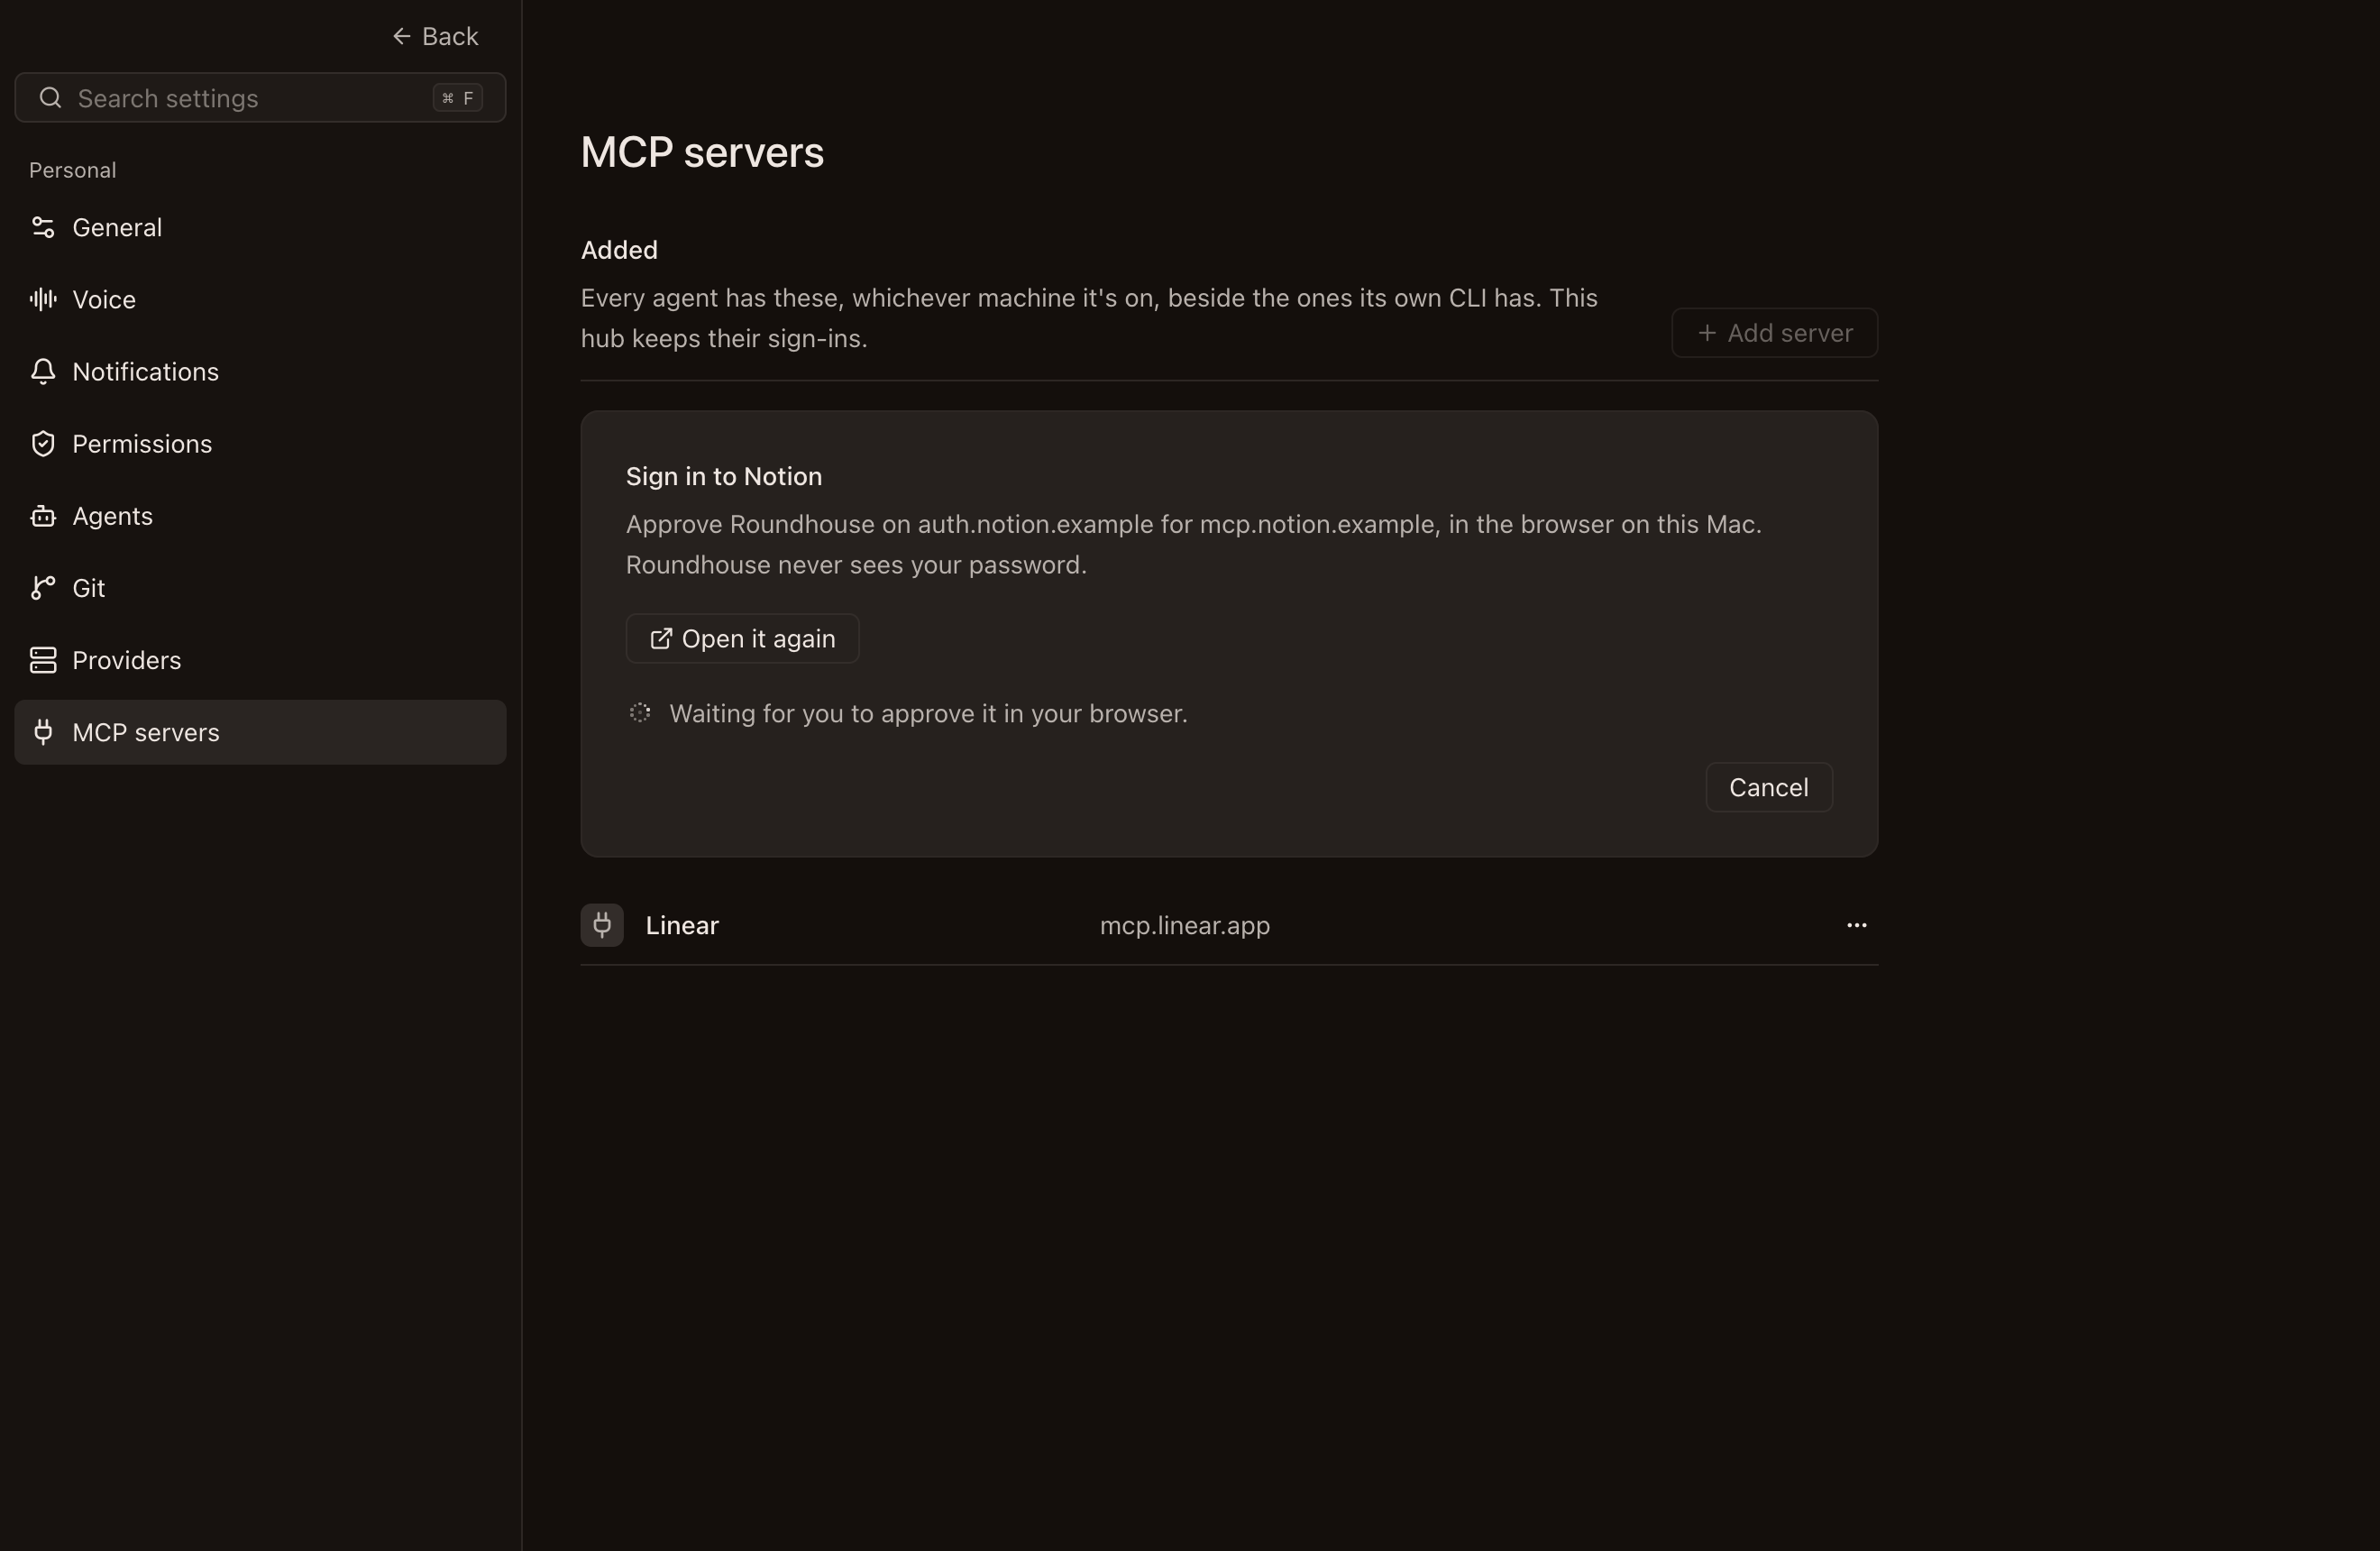 Back
Search settings
⌘ F
Personal
General
Voice
Notifications
Permissions
Agents
Git
Providers
MCP servers
MCP servers
Added
Every agent has these, whichever machine it's on, beside the ones its own CLI has. This
hub keeps their sign-ins.
Add server
Sign in to Notion
Approve Roundhouse on auth.notion.example for mcp.notion.example, in the browser on this Mac.
Roundhouse never sees your password.
Open it again
Waiting for you to approve it in your browser.
Cancel
Linear
mcp.linear.app